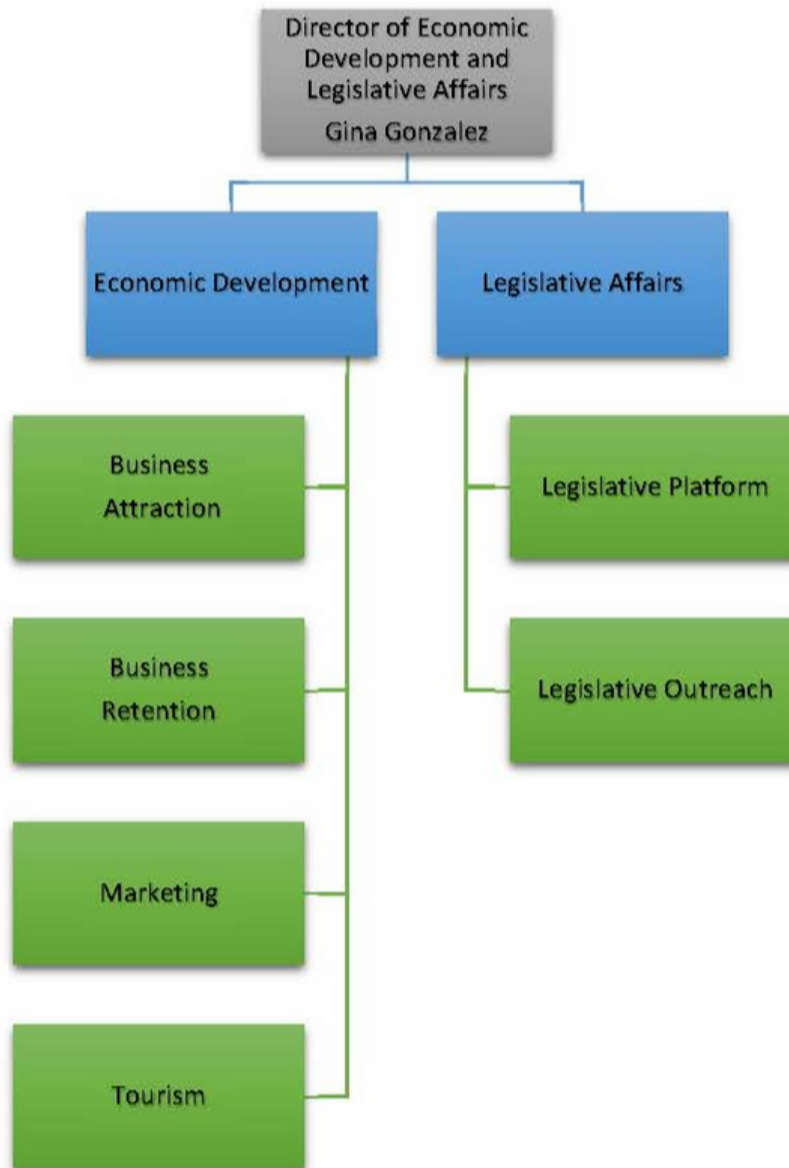 Director of Economic
Development and
Legislative Affairs
Gina Gonzalez
Economic Development
Legislative Affairs
Business
Attraction
Business
Retention
Marketing
Tourism
Legislative Platform
Legislative Outreach